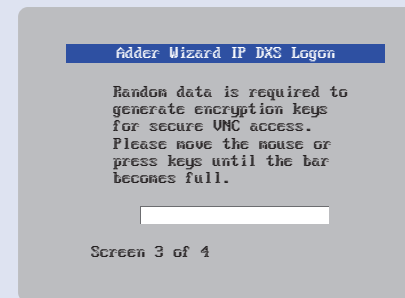 Adder Wizard IP DXS Logon
Random data is required to
generate encryption keys
for secure VNC access.
Please move the mouse or
press keys until the bar
becomes full.
Screen 3 of 4